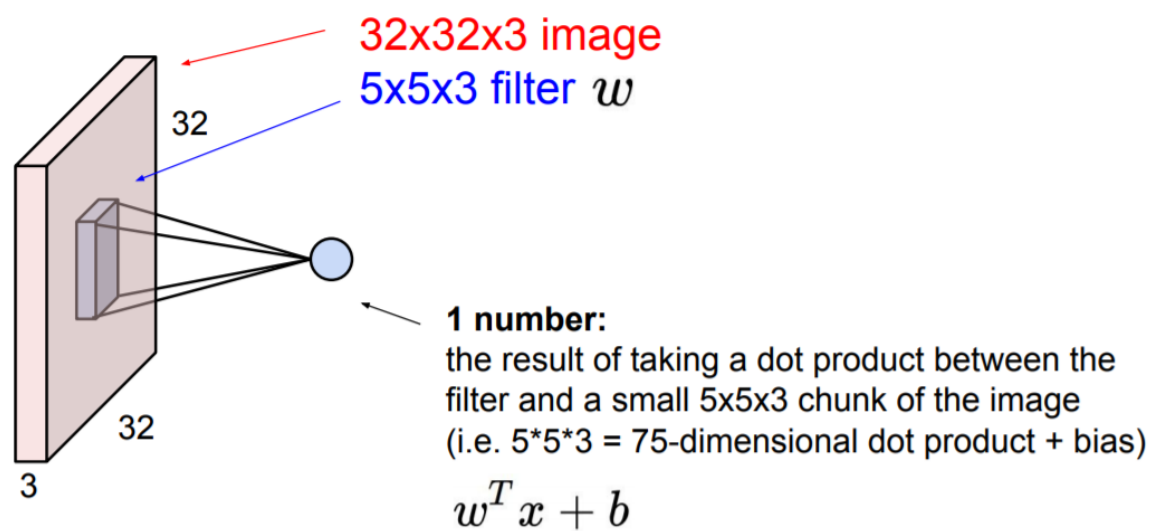 32x32x3 image
5x5x3 filter w
32
32
3
1 number:
the result of taking a dot product between the
filter and a small 5x5x3 chunk of the image
(i.e. 5*5*3 = 75-dimensional dot product + bias)
w^T x + b